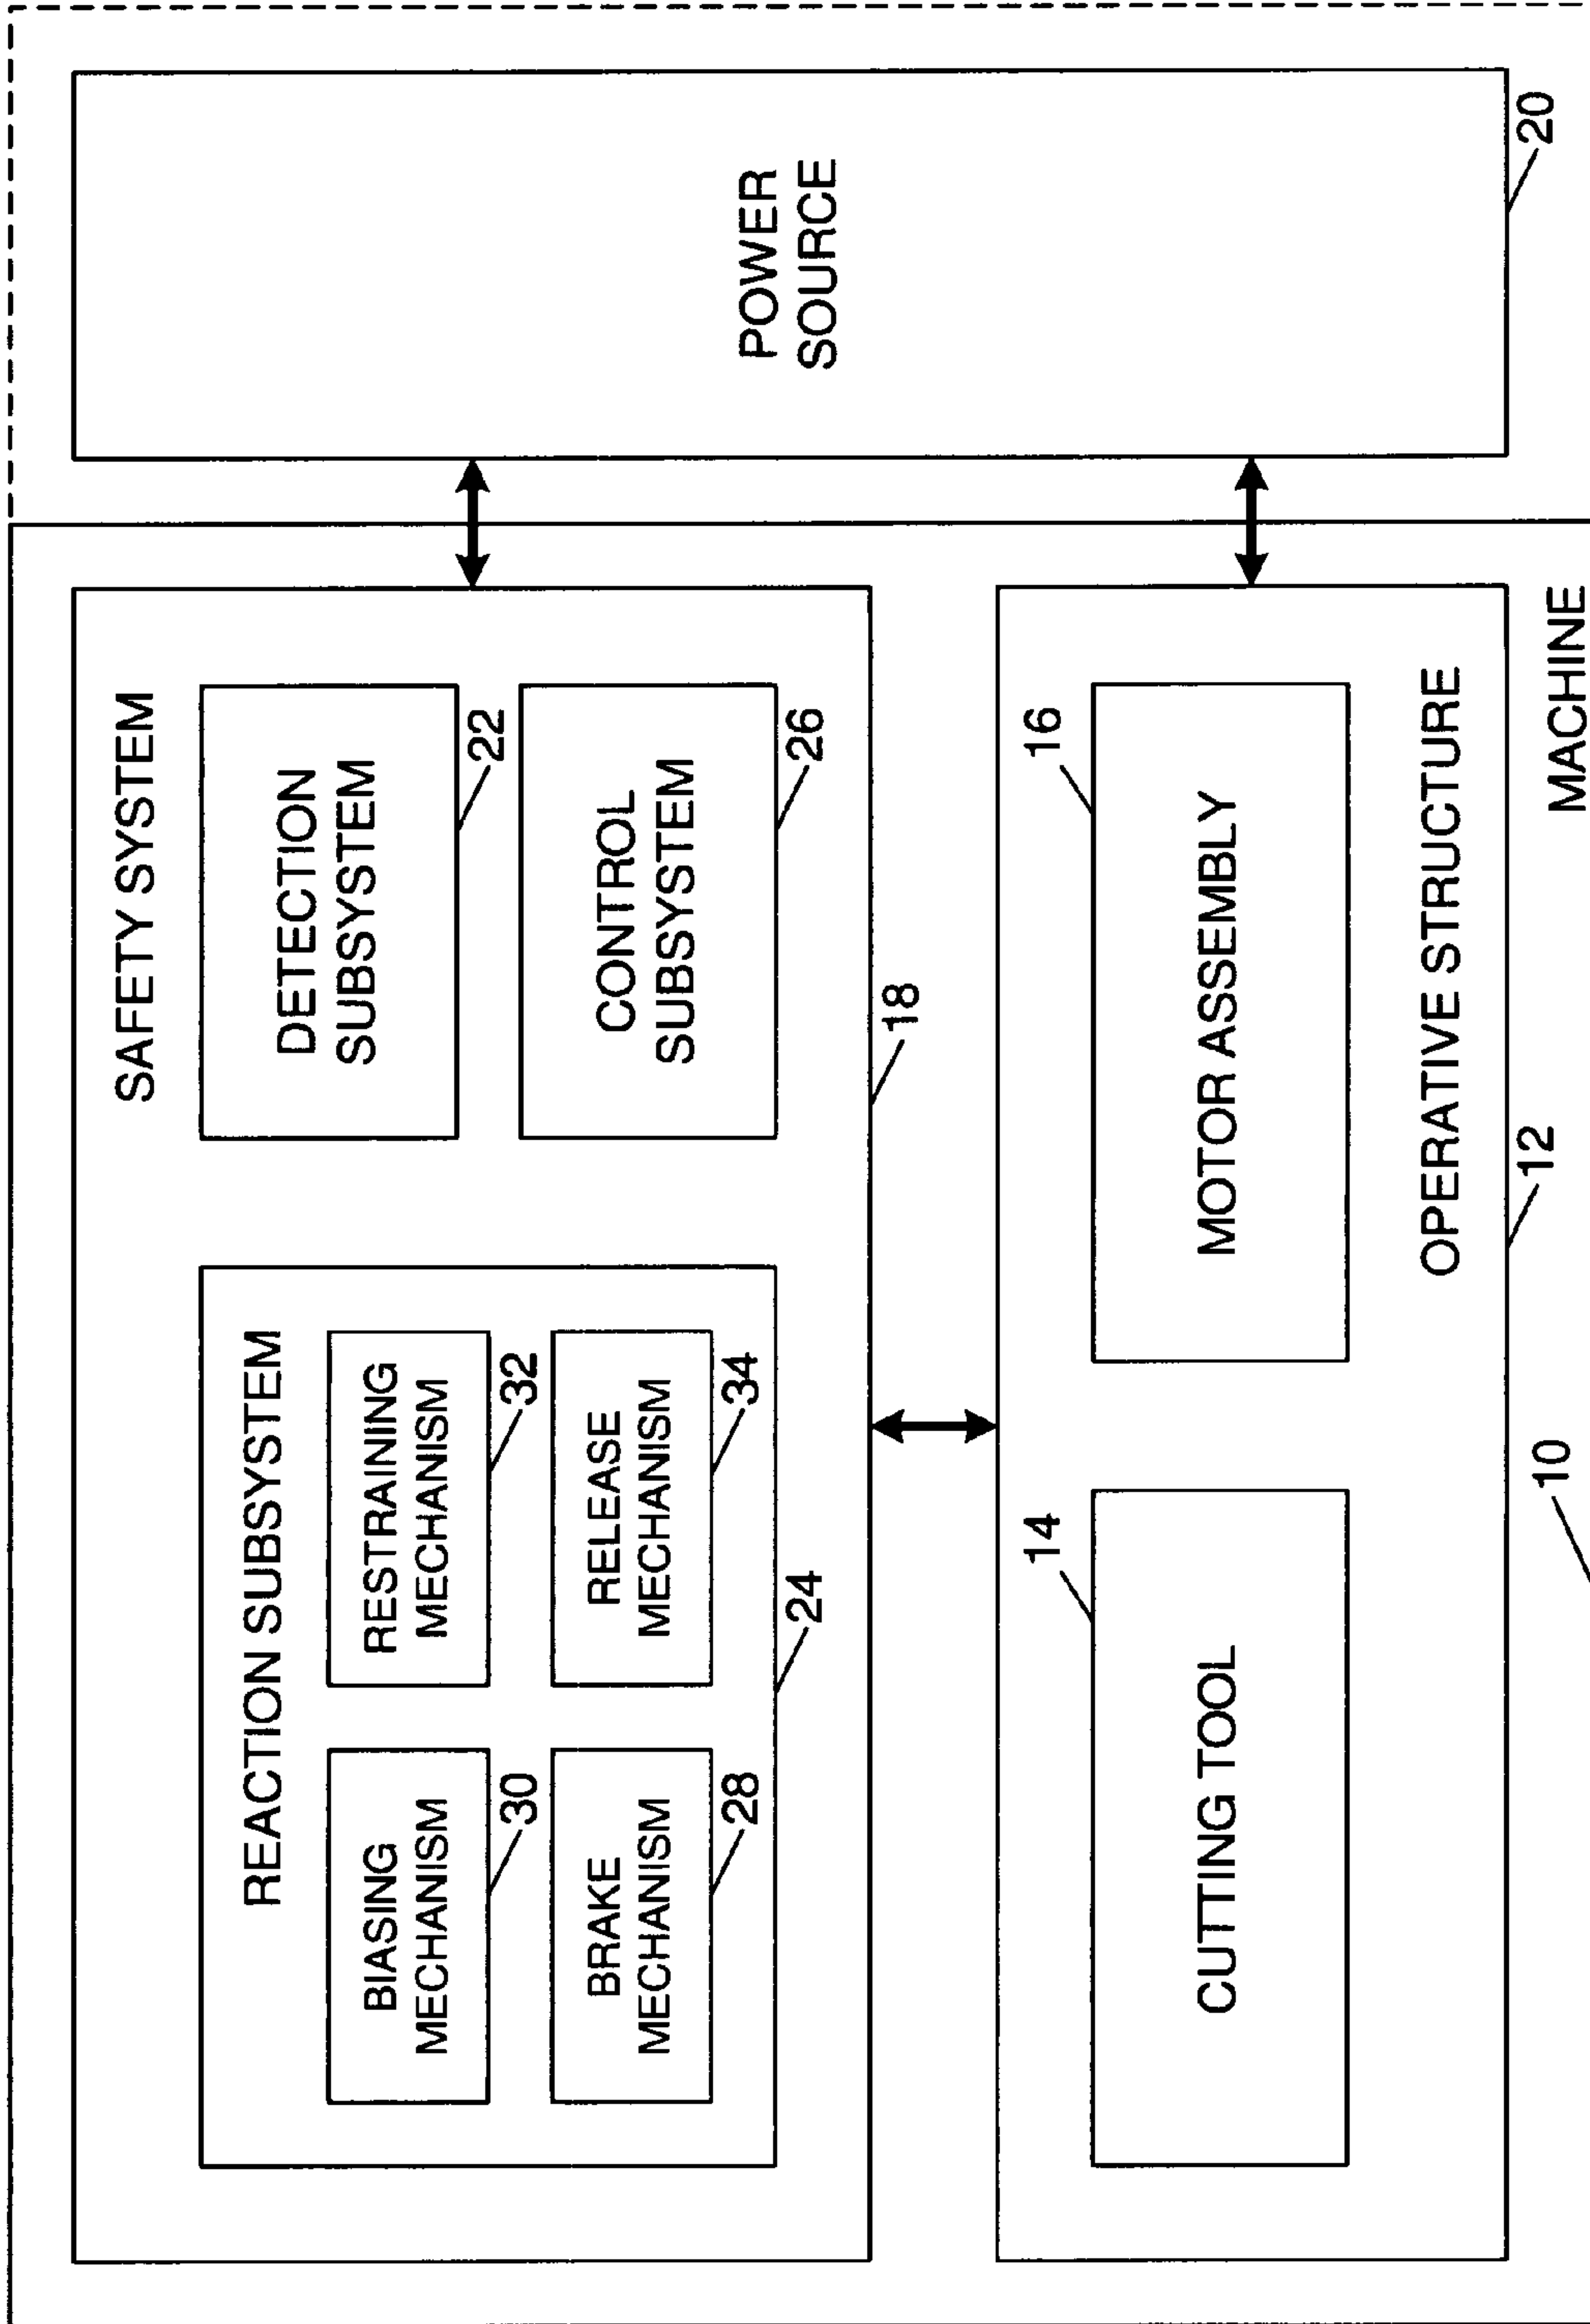 SAFETY SYSTEM
REACTION SUBSYSTEM
BIASING
MECHANISM
30
RESTRAINING
MECHANISM
32
BRAKE
MECHANISM
28
RELEASE
MECHANISM
34
24
DETECTION
SUBSYSTEM
22
CONTROL
SUBSYSTEM
26
18
POWER
SOURCE
20
14
CUTTING TOOL
16
MOTOR ASSEMBLY
OPERATIVE STRUCTURE
12
10
MACHINE